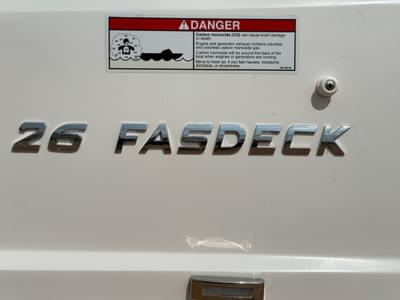 DANGER
Carbon monoxide (CO) can cause brain damage
or death.
Engine and generator exhaust contains odorless
and colorless carbon monoxide gas.
Carbon monoxide will be around the back of the
boat when engines or generators are running.
Move to fresh air, if you feel nausea, headache,
dizziness, or drowsiness.
26 FASDECK